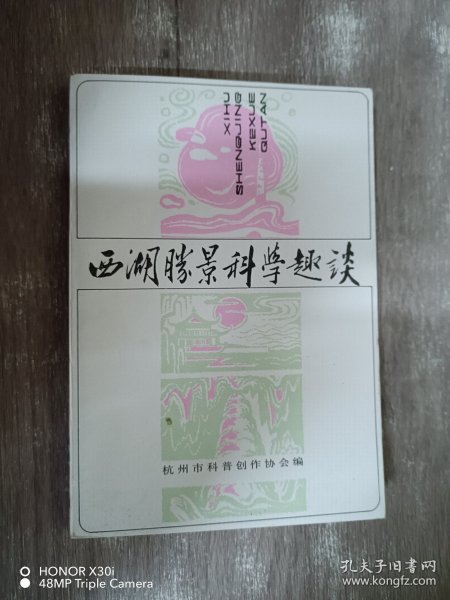 XIHU
SHENGJING
KEXUE
QUTAN
西湖勝景科学趣談
杭州市科普创作协会编
HONOR X30i
48MP Triple Camera
孔夫子旧书网
www.kongfz.com